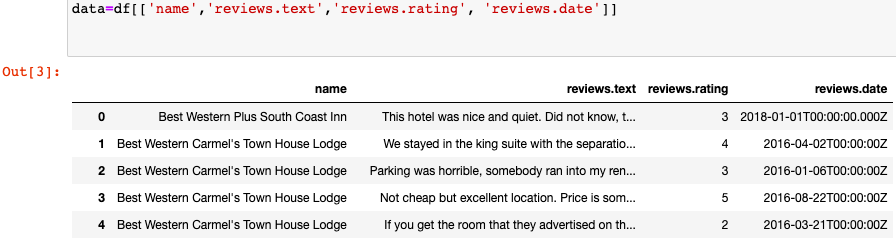 data=df[['name','reviews.text','reviews.rating', 'reviews.date']]
Out[3]:
name reviews.text reviews.rating reviews.date
0 Best Western Plus South Coast Inn This hotel was nice and quiet. Did not know, t... 3 2018-01-01T00:00:00.000Z
1 Best Western Carmel's Town House Lodge We stayed in the king suite with the separatio... 4 2016-04-02T00:00:00Z
2 Best Western Carmel's Town House Lodge Parking was horrible, somebody ran into my ren... 3 2016-01-06T00:00:00Z
3 Best Western Carmel's Town House Lodge Not cheap but excellent location. Price is som... 5 2016-08-22T00:00:00Z
4 Best Western Carmel's Town House Lodge If you get the room that they advertised on th... 2 2016-03-21T00:00:00Z